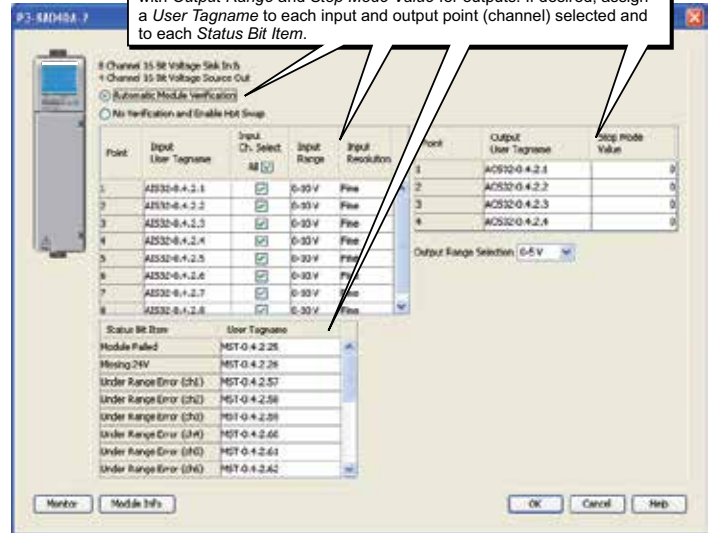 with Output Range and Stop Mode Value for outputs. If desired, assign
a User Tagname to each input and output point (channel) selected and
to each Status Bit Item.
8 Channel 16 Bit Voltage Sink In &
4 Channel 16 Bit Voltage Source Out
Automatic Module Verification
No Verification and Enable Hot Swap
Point
Input
User Tagname
Input
Ch. Select
All
Input
Range
Input
Resolution
1 AIS32-0.4.2.1 0-10 V Fine
2 AIS32-0.4.2.2 0-10 V Fine
3 AIS32-0.4.2.3 0-10 V Fine
4 AIS32-0.4.2.4 0-10 V Fine
5 AIS32-0.4.2.5 0-10 V Fine
6 AIS32-0.4.2.6 0-10 V Fine
7 AIS32-0.4.2.7 0-10 V Fine
8 AIS32-0.4.2.8 0-10 V Fine
Point
Output
User Tagname
Stop Mode
Value
1 AOS32-0.4.2.1 0
2 AOS32-0.4.2.2 0
3 AOS32-0.4.2.3 0
4 AOS32-0.4.2.4 0
Output Range Selection 0-5 V
Status Bit Item User Tagname
Module Failed MST-0.4.2.25
Missing 24V MST-0.4.2.26
Under Range Error (ch1) MST-0.4.2.57
Under Range Error (ch2) MST-0.4.2.58
Under Range Error (ch3) MST-0.4.2.59
Under Range Error (ch4) MST-0.4.2.60
Under Range Error (ch5) MST-0.4.2.61
Under Range Error (ch6) MST-0.4.2.62
Monitor Module Info OK Cancel Help